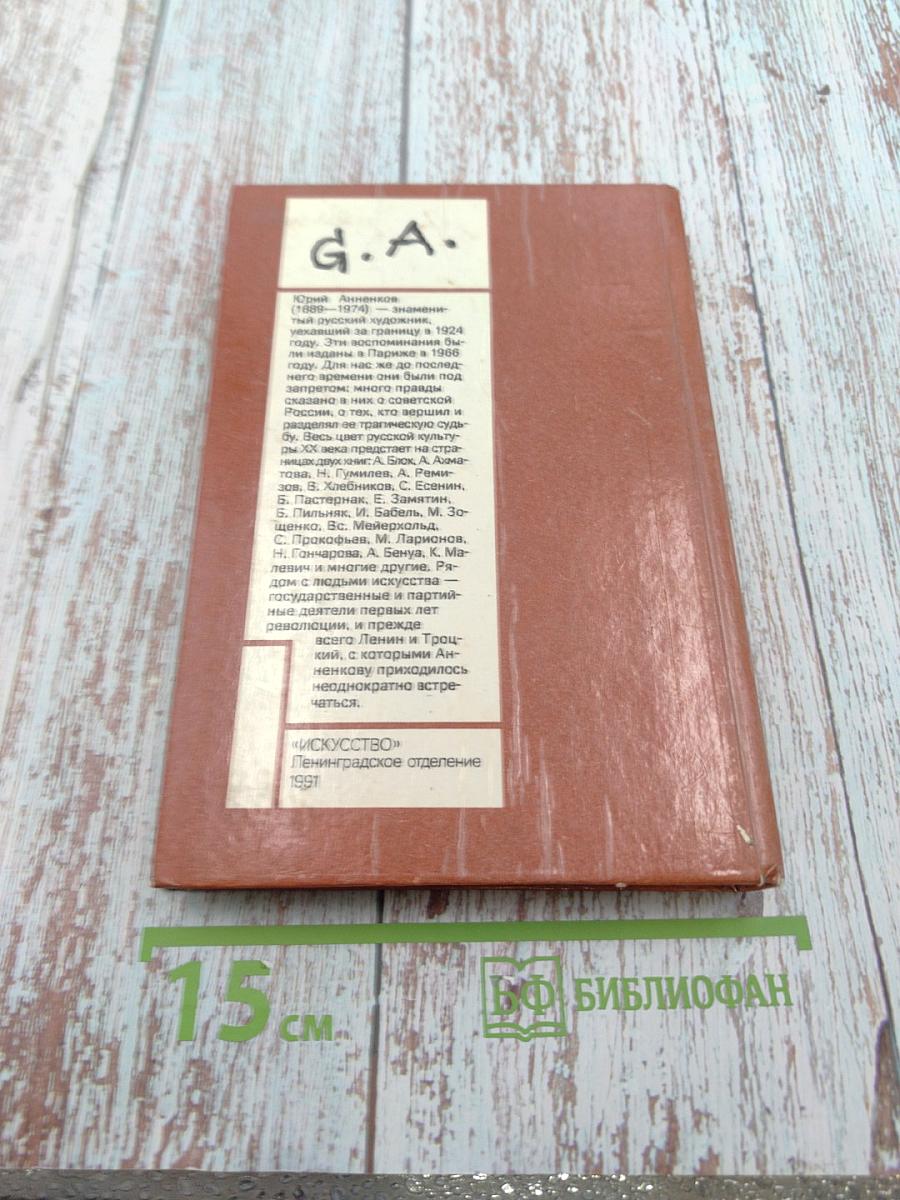 G.A.
Юрий Анненков
(1889—1974) — знамени-
тый русский художник,
уехавший за границу в 1924
году. Эти воспоминания бы-
ли изданы в Париже в 1966
году. Для нас же до послед-
него времени они были под
запретом: много правды
сказано в них о советской
России, о тех, кто вершил и
разделял ее трагическую судь-
бу. Весь цвет русской культу-
ры XX века предстает на стра-
ницах двух книг: А. Блок, А. Ахма-
това, Н. Гумилев, А. Реми-
зов, В. Хлебников, С. Есенин,
Б. Пастернак, Е. Замятин,
Б. Пильняк, И. Бабель, М. Зо-
щенко, Вс. Мейерхольд,
С. Прокофьев, М. Ларионов,
Н. Гончарова, А. Бенуа, К. Ма-
левич и многие другие. Ря-
дом с людьми искусства —
государственные и партий-
ные деятели первых лет
революции, и прежде
всего Ленин и Троц-
кий, с которыми Ан-
ненкову приходилось
неоднократно встре-
чаться.
«ИСКУССТВО»
Ленинградское отделение
1991
15 см
БФ БИБЛИОФАН